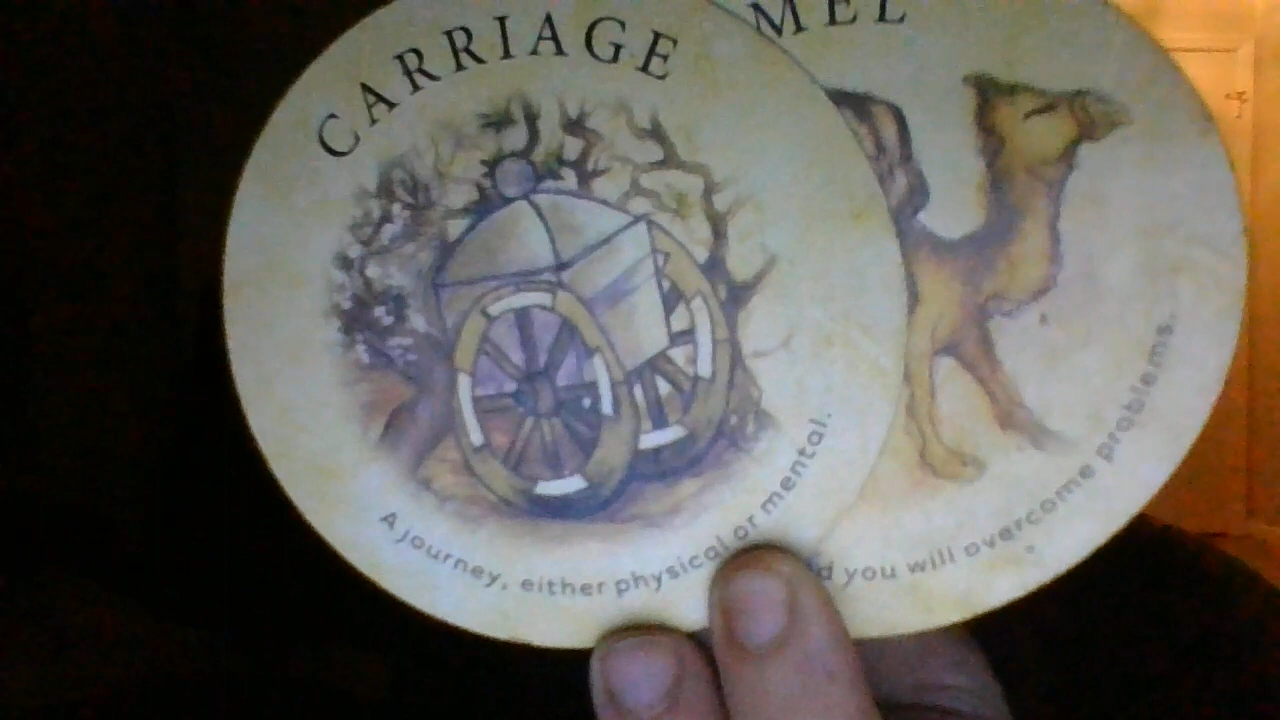 CARRIAGE
A journey, either physical or mental.
MEL
you will overcome problems.